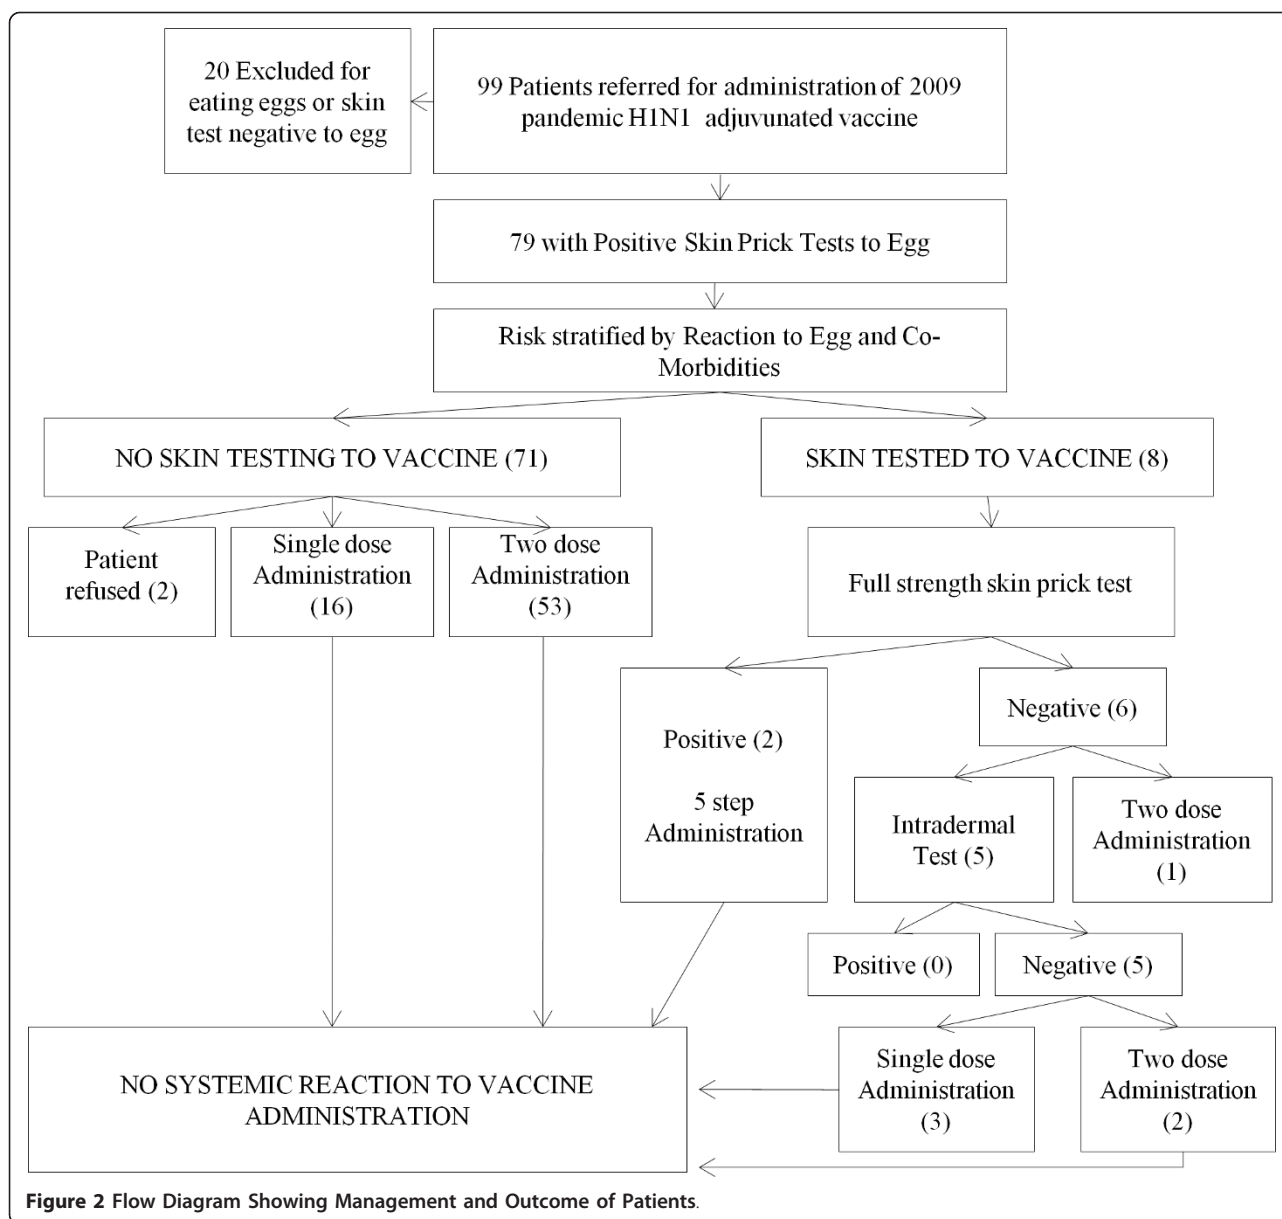 20 Excluded for
eating eggs or skin
test negative to egg
99 Patients referred for administration of 2009
pandemic H1N1 adjuvunated vaccine
79 with Positive Skin Prick Tests to Egg
Risk stratified by Reaction to Egg and Co-
Morbidities
NO SKIN TESTING TO VACCINE (71)
SKIN TESTED TO VACCINE (8)
Patient
refused (2)
Single dose
Administration
(16)
Two dose
Administration
(53)
Full strength skin prick test
Positive (2)
5 step
Administration
Negative (6)
Intradermal
Test (5)
Two dose
Administration
(1)
Positive (0)
Negative (5)
Single dose
Administration
(3)
Two dose
Administration
(2)
NO SYSTEMIC REACTION TO VACCINE
ADMINISTRATION
Figure 2 Flow Diagram Showing Management and Outcome of Patients.